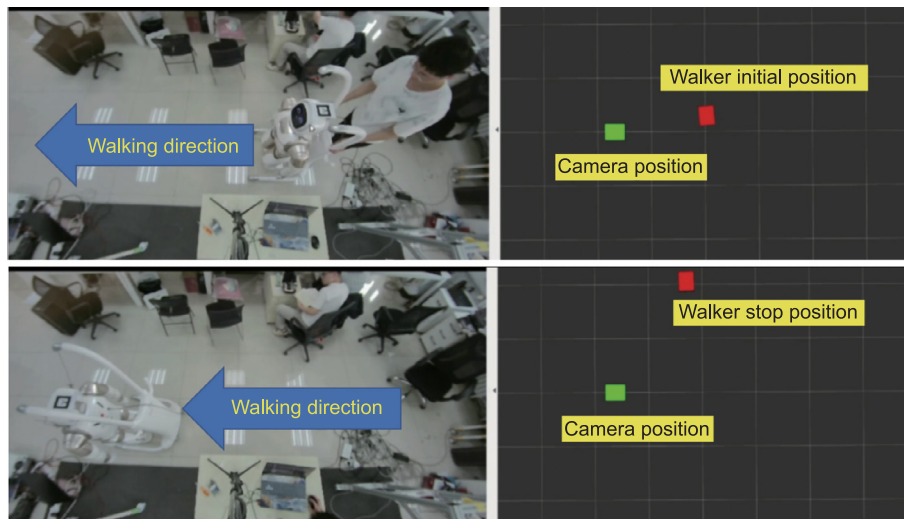 Walker initial position
Walking direction
Camera position
Walker stop position
Walking direction
Camera position